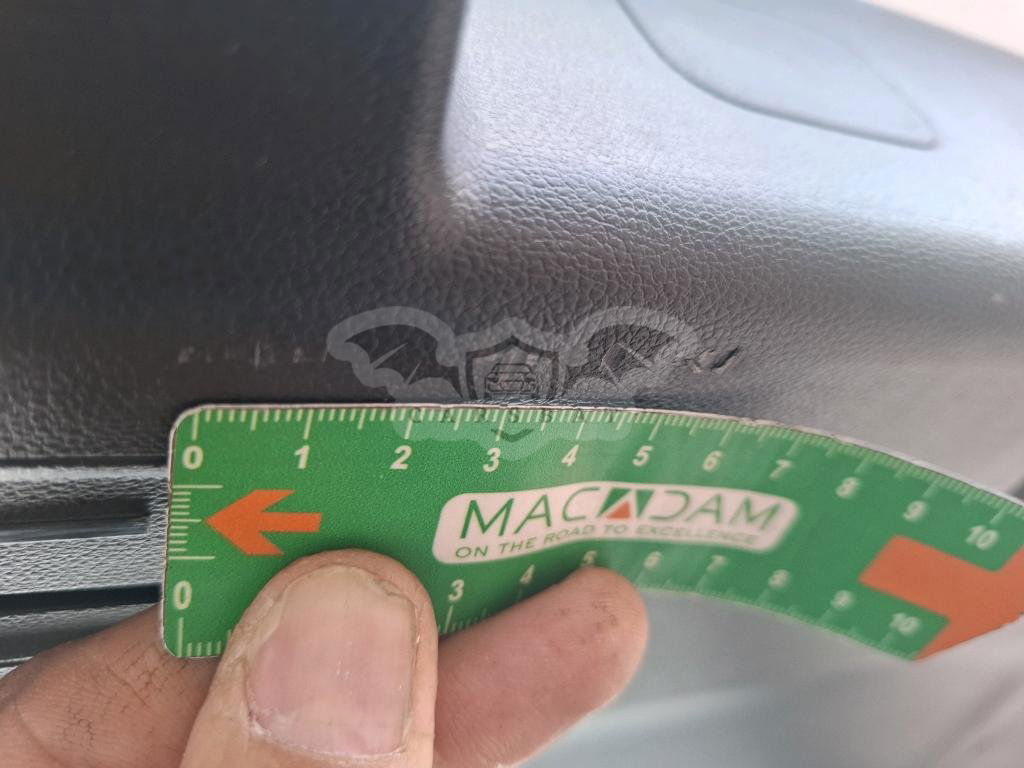 0 1 2 3 4 5 6 7 8 9 10
MACADAM
ON THE ROAD TO EXCELLENCE
0 3 4 5 6 7 8 9 10